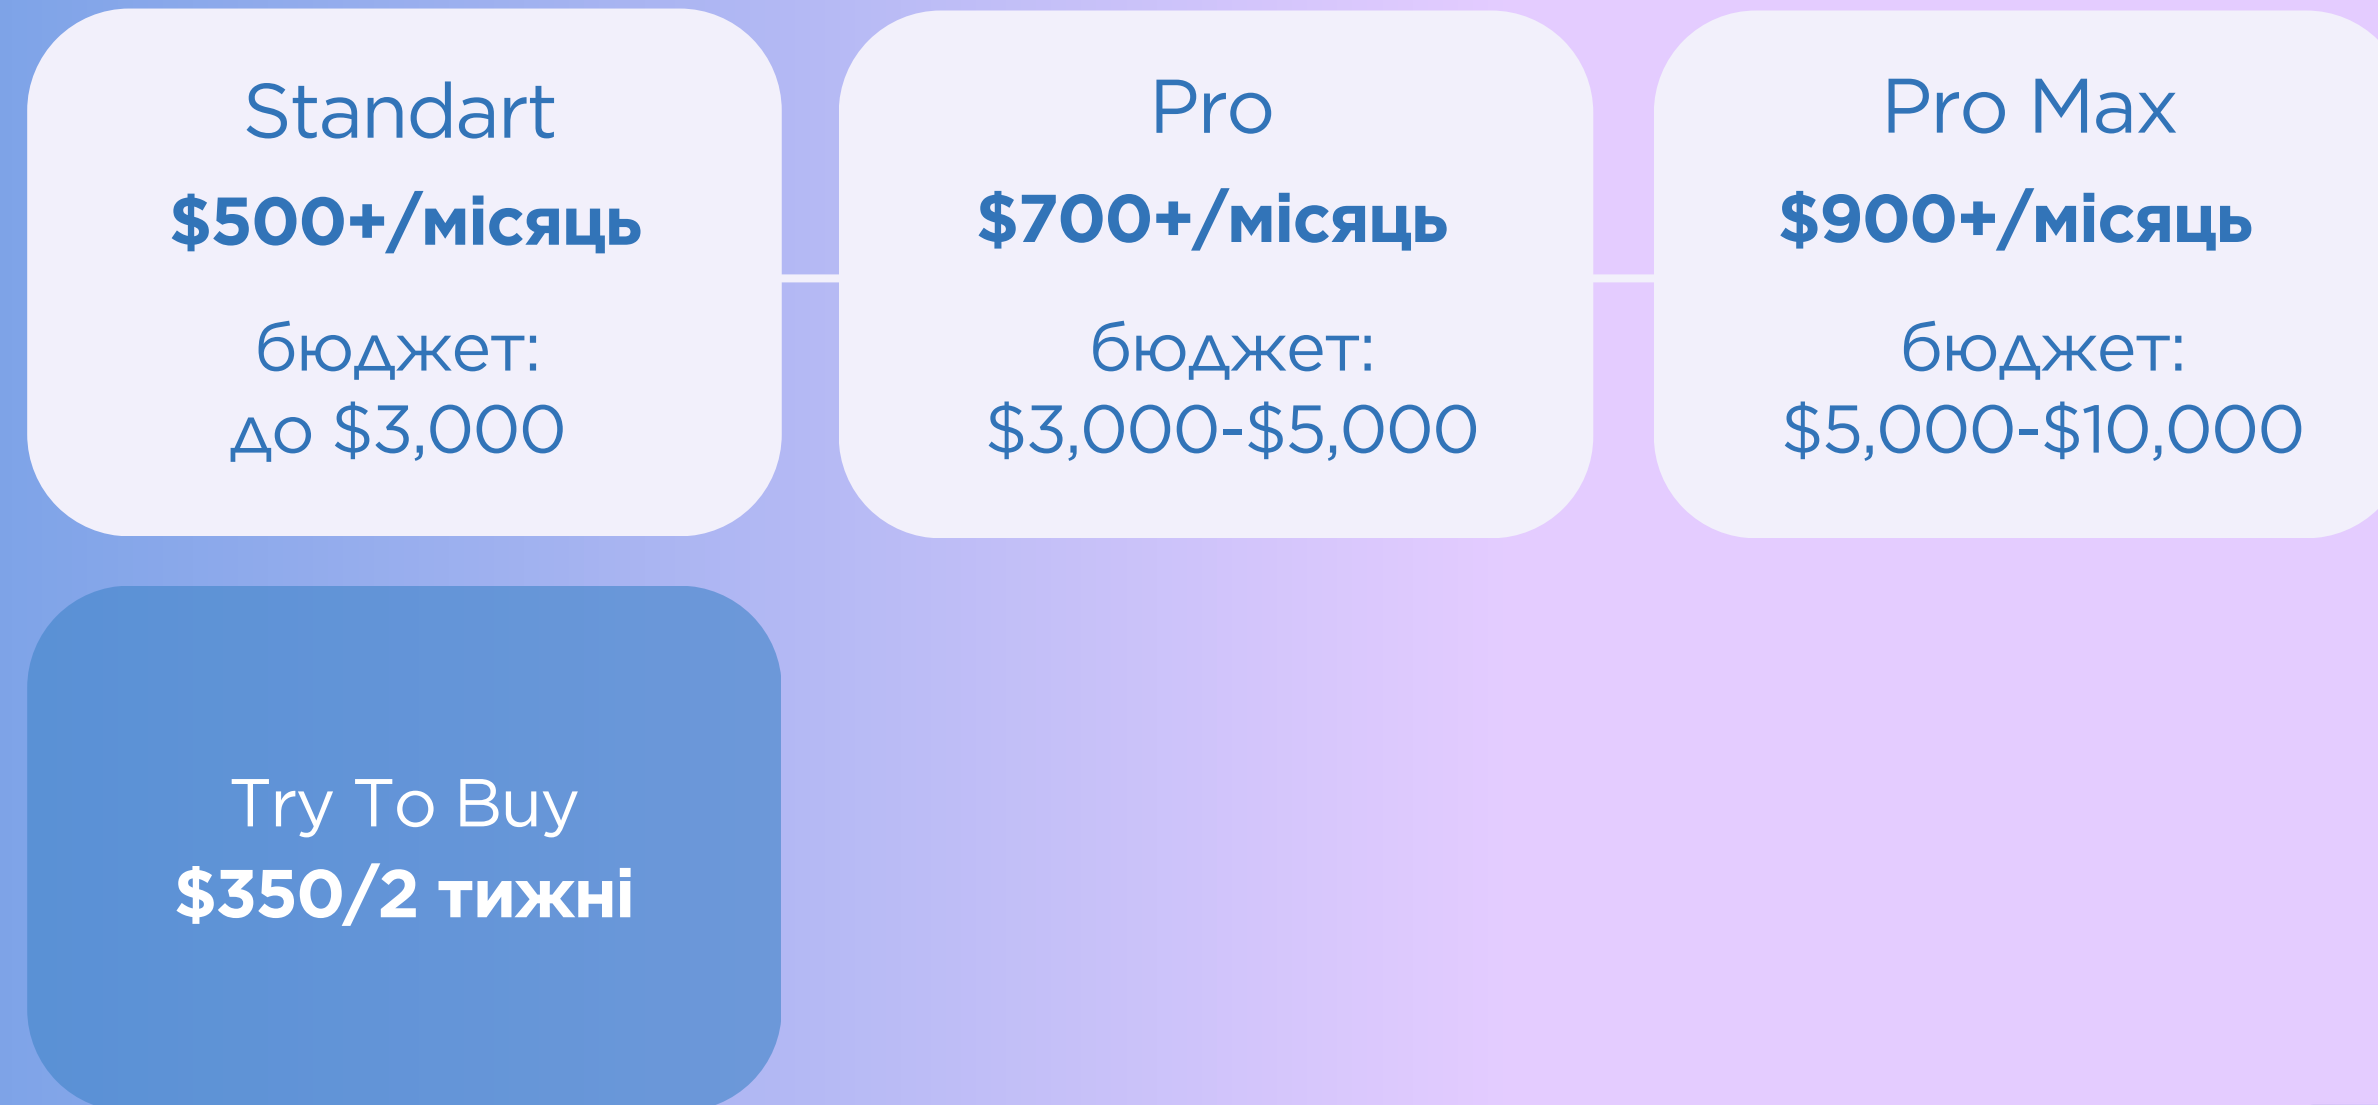 Standart
$500+/місяць
бюджет:
до $3,000
Pro
$700+/місяць
бюджет:
$3,000-$5,000
Pro Max
$900+/місяць
бюджет:
$5,000-$10,000
Try To Buy
$350/2 тижні